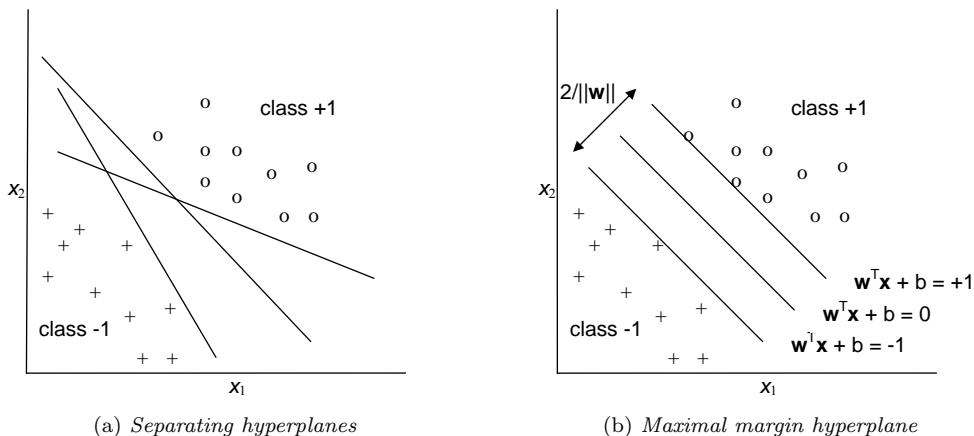 class +1
x2
class -1
x1
(a) Separating hyperplanes
2/||w||
class +1
x2
wTx + b = +1
wTx + b = 0
class -1
wTx + b = -1
x1
(b) Maximal margin hyperplane